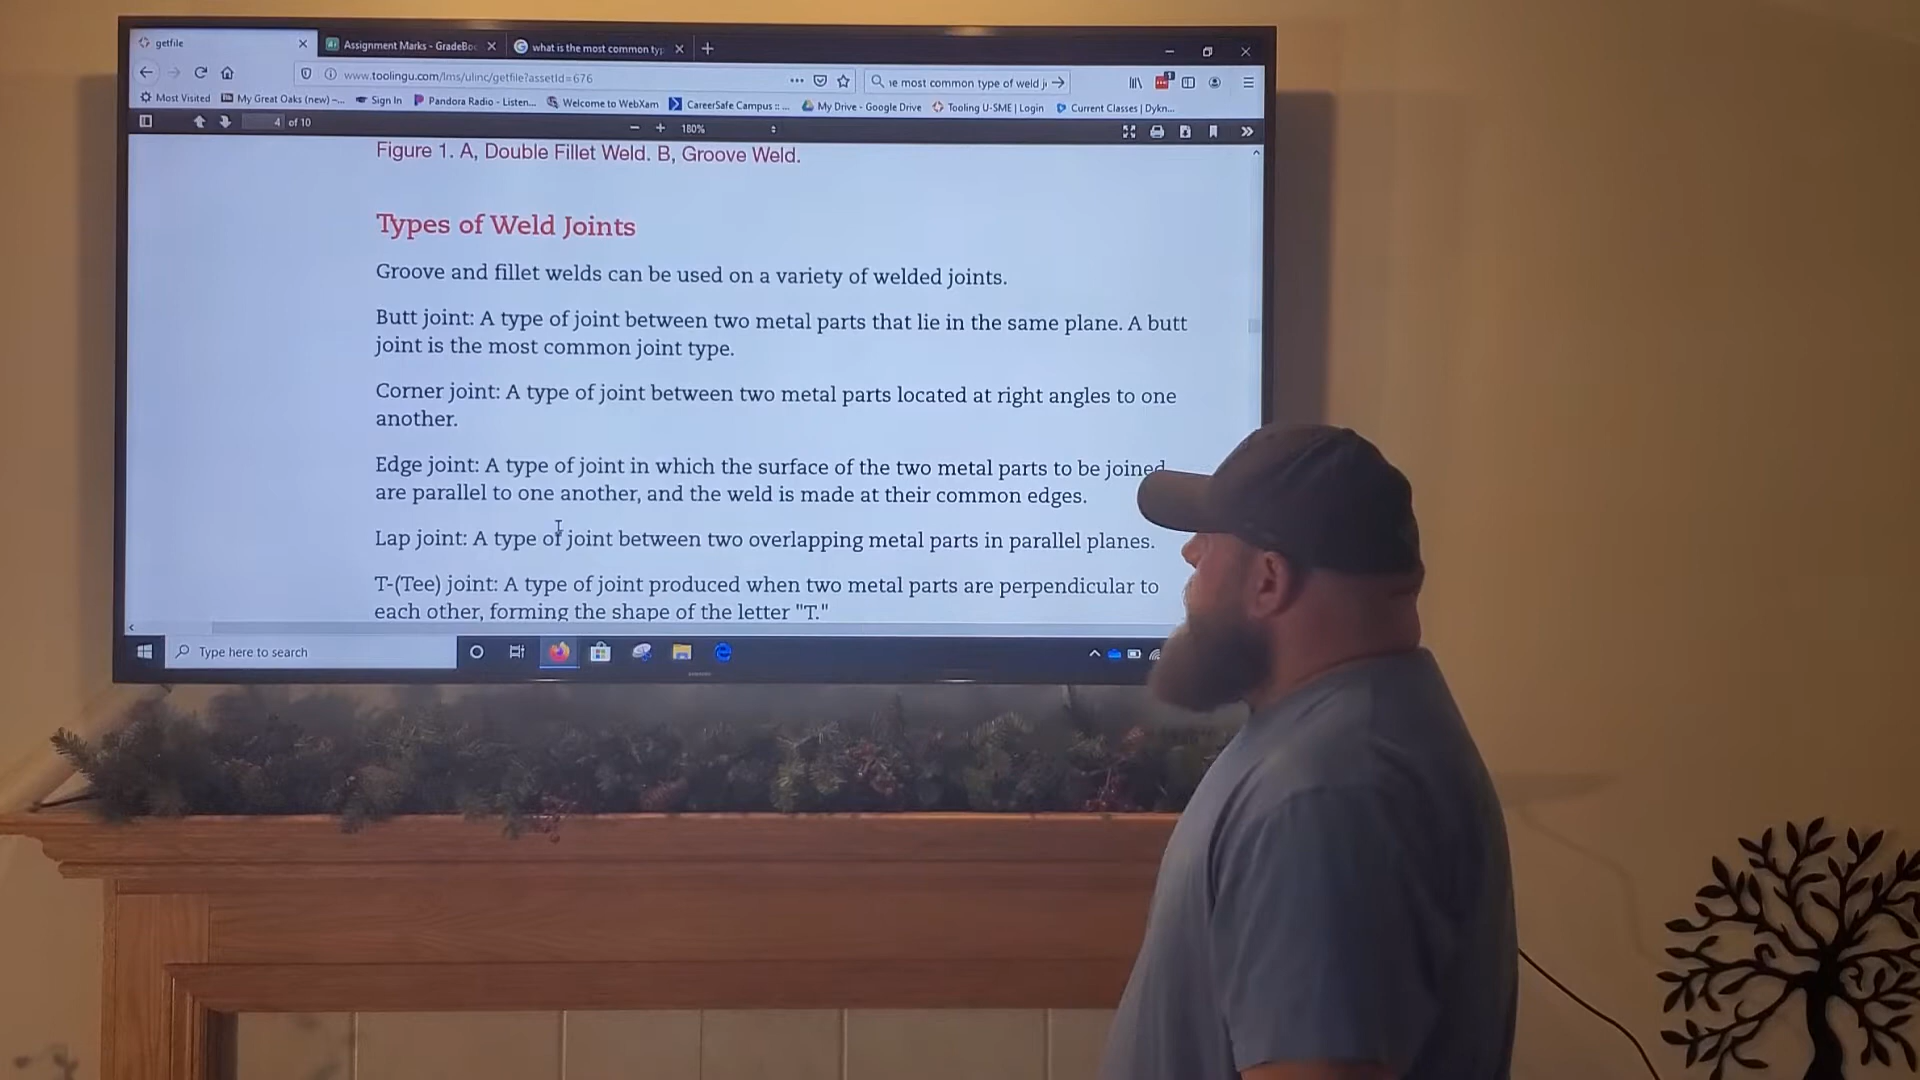 getfile
Assignment Marks - GradeBo
what is the most common typ
www.toolingu.com/lms/ulinc/getfile?assetid=676
e most common type of weld j
Most Visited
My Great Oaks (new) –...
Sign In
Pandora Radio - Listen...
Welcome to WebXam
CareerSafe Campus :: ...
My Drive - Google Drive
Tooling U-SME | Login
Current Classes | Dykn...
4 of 10
180%
Figure 1. A, Double Fillet Weld. B, Groove Weld.
Types of Weld Joints
Groove and fillet welds can be used on a variety of welded joints.
Butt joint: A type of joint between two metal parts that lie in the same plane. A butt
joint is the most common joint type.
Corner joint: A type of joint between two metal parts located at right angles to one
another.
Edge joint: A type of joint in which the surface of the two metal parts to be joined
are parallel to one another, and the weld is made at their common edges.
Lap joint: A type of joint between two overlapping metal parts in parallel planes.
T-(Tee) joint: A type of joint produced when two metal parts are perpendicular to
each other, forming the shape of the letter "T."
Type here to search